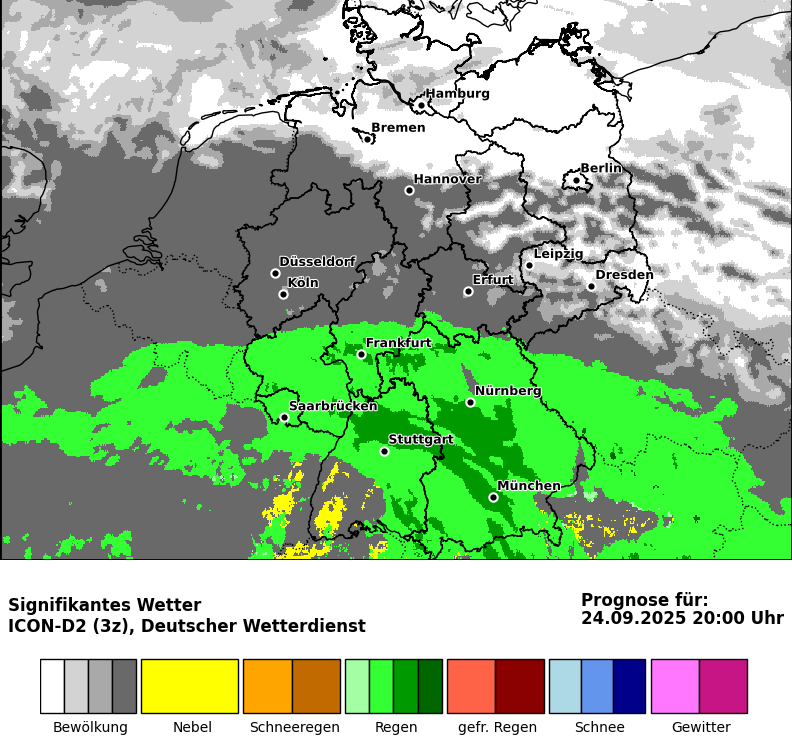 Hamburg
Bremen
Berlin
Hannover
Leipzig
Düsseldorf
Dresden
Köln
Erfurt
Frankfurt
Nürnberg
Saarbrücken
Stuttgart
München
Signifikantes Wetter
ICON-D2 (3z), Deutscher Wetterdienst
Prognose für:
24.09.2025 20:00 Uhr
Bewölkung Nebel Schneeregen Regen gefr. Regen Schnee Gewitter